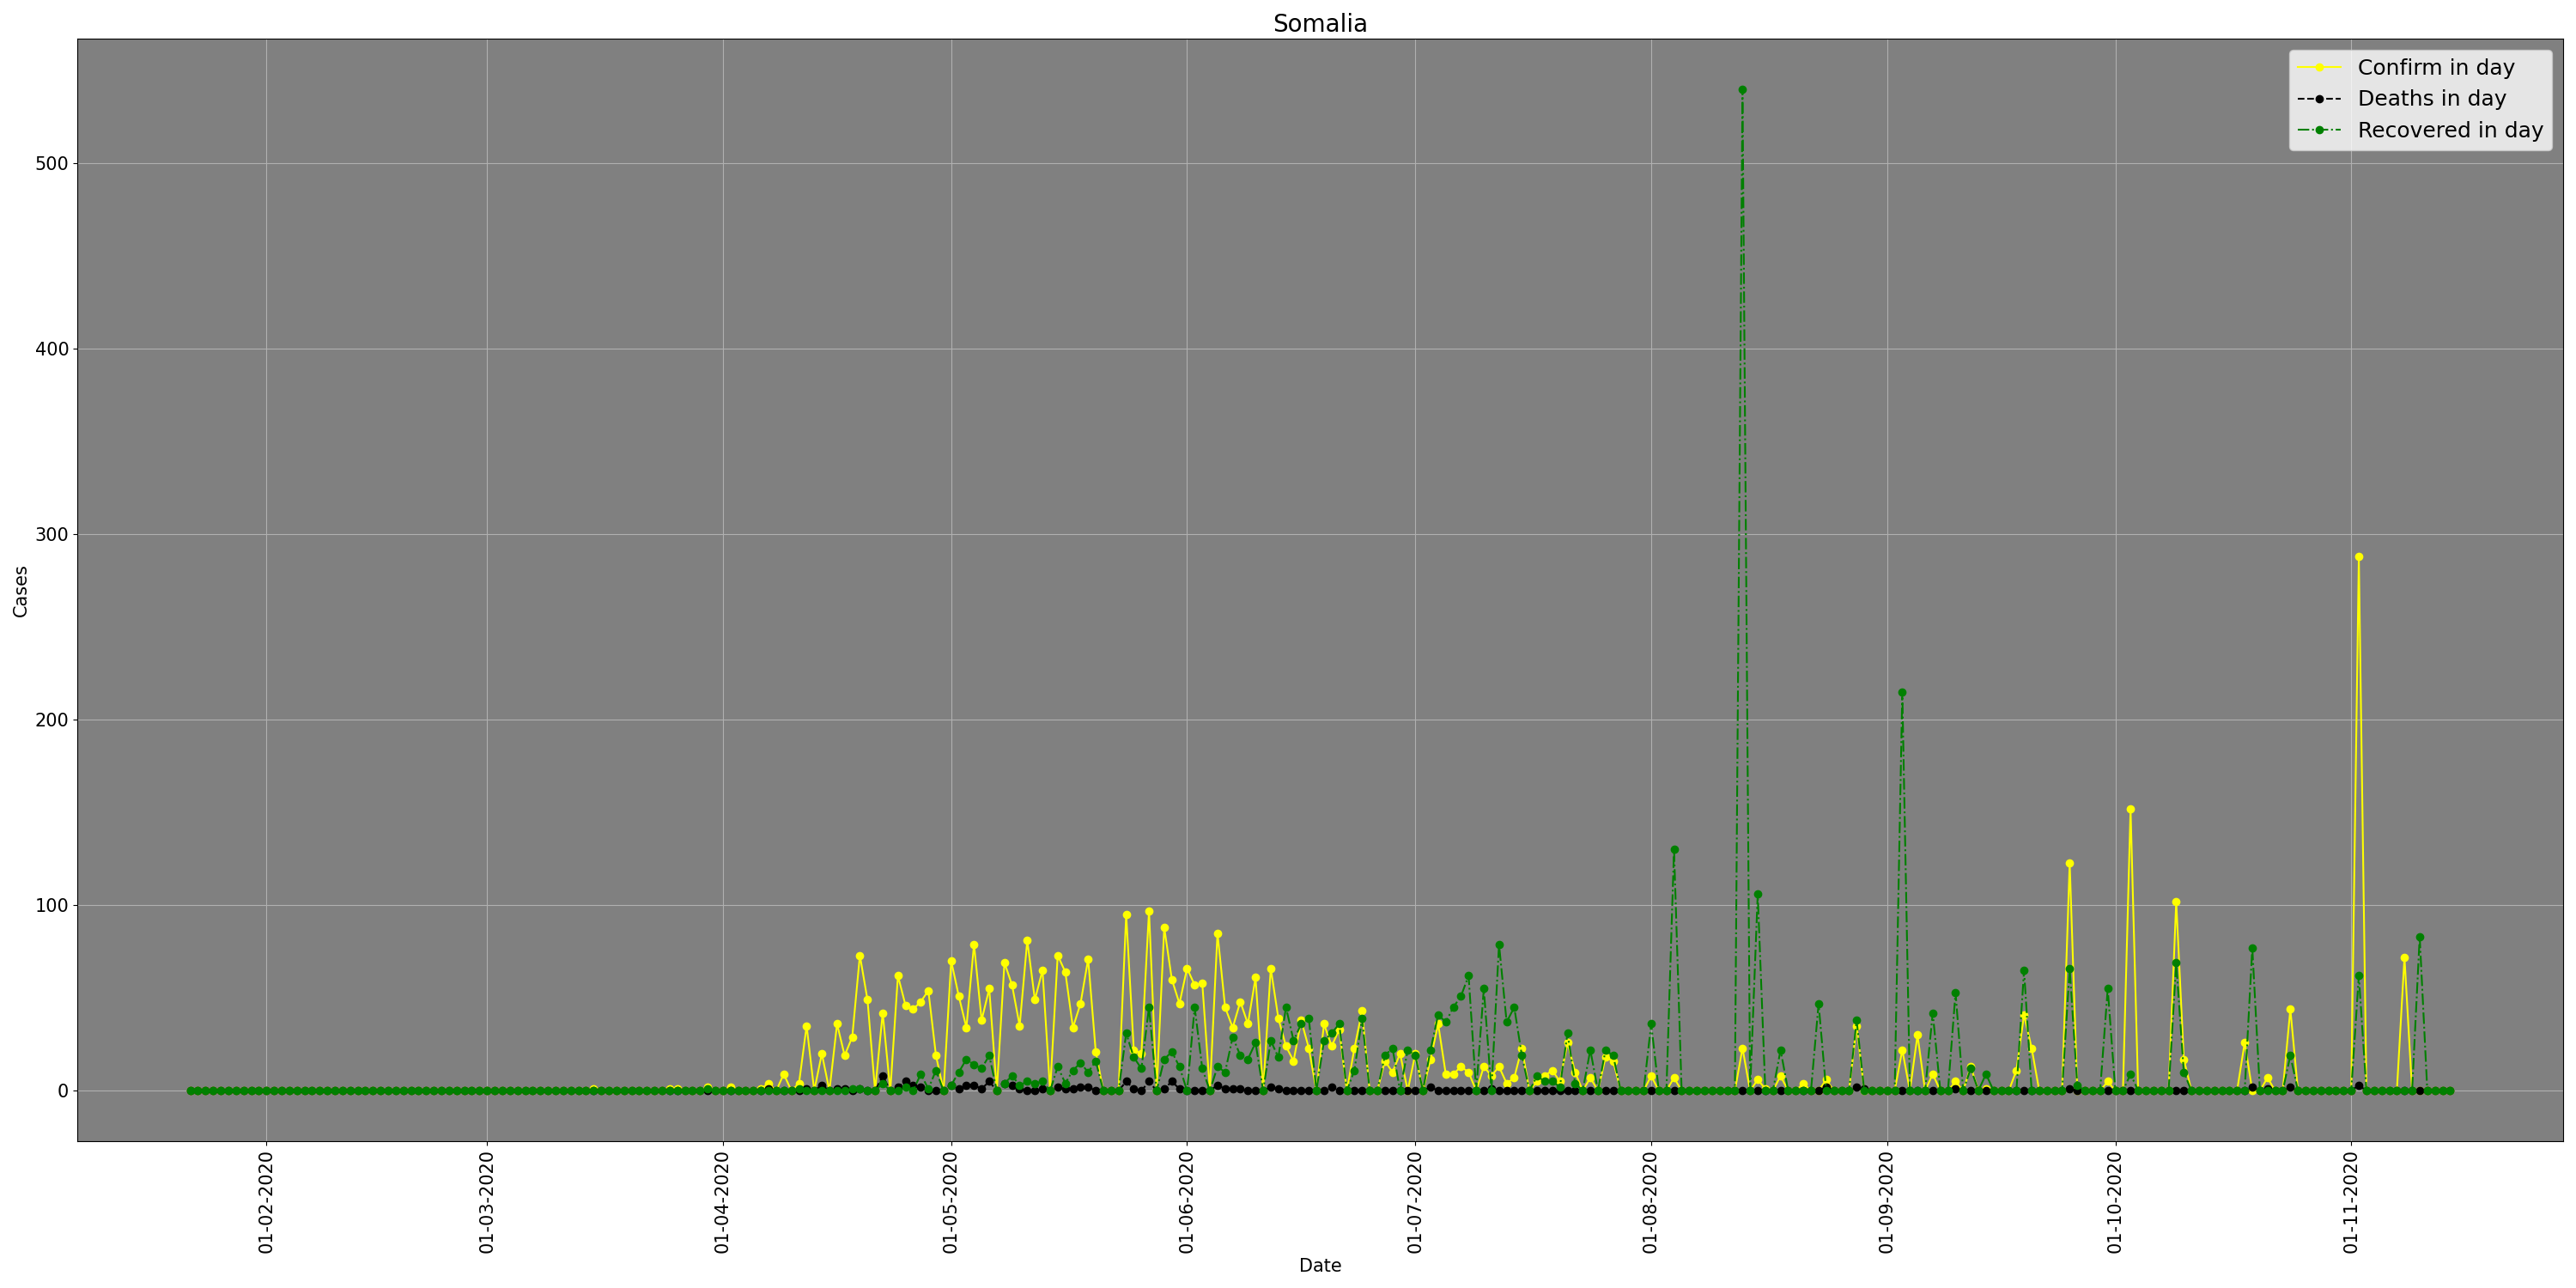 Somalia
Confirm in day
Deaths in day
Recovered in day
500
400
300
200
100
0
Cases
01-02-2020
01-03-2020
01-04-2020
01-05-2020
01-06-2020
01-07-2020
01-08-2020
01-09-2020
01-10-2020
01-11-2020
Date